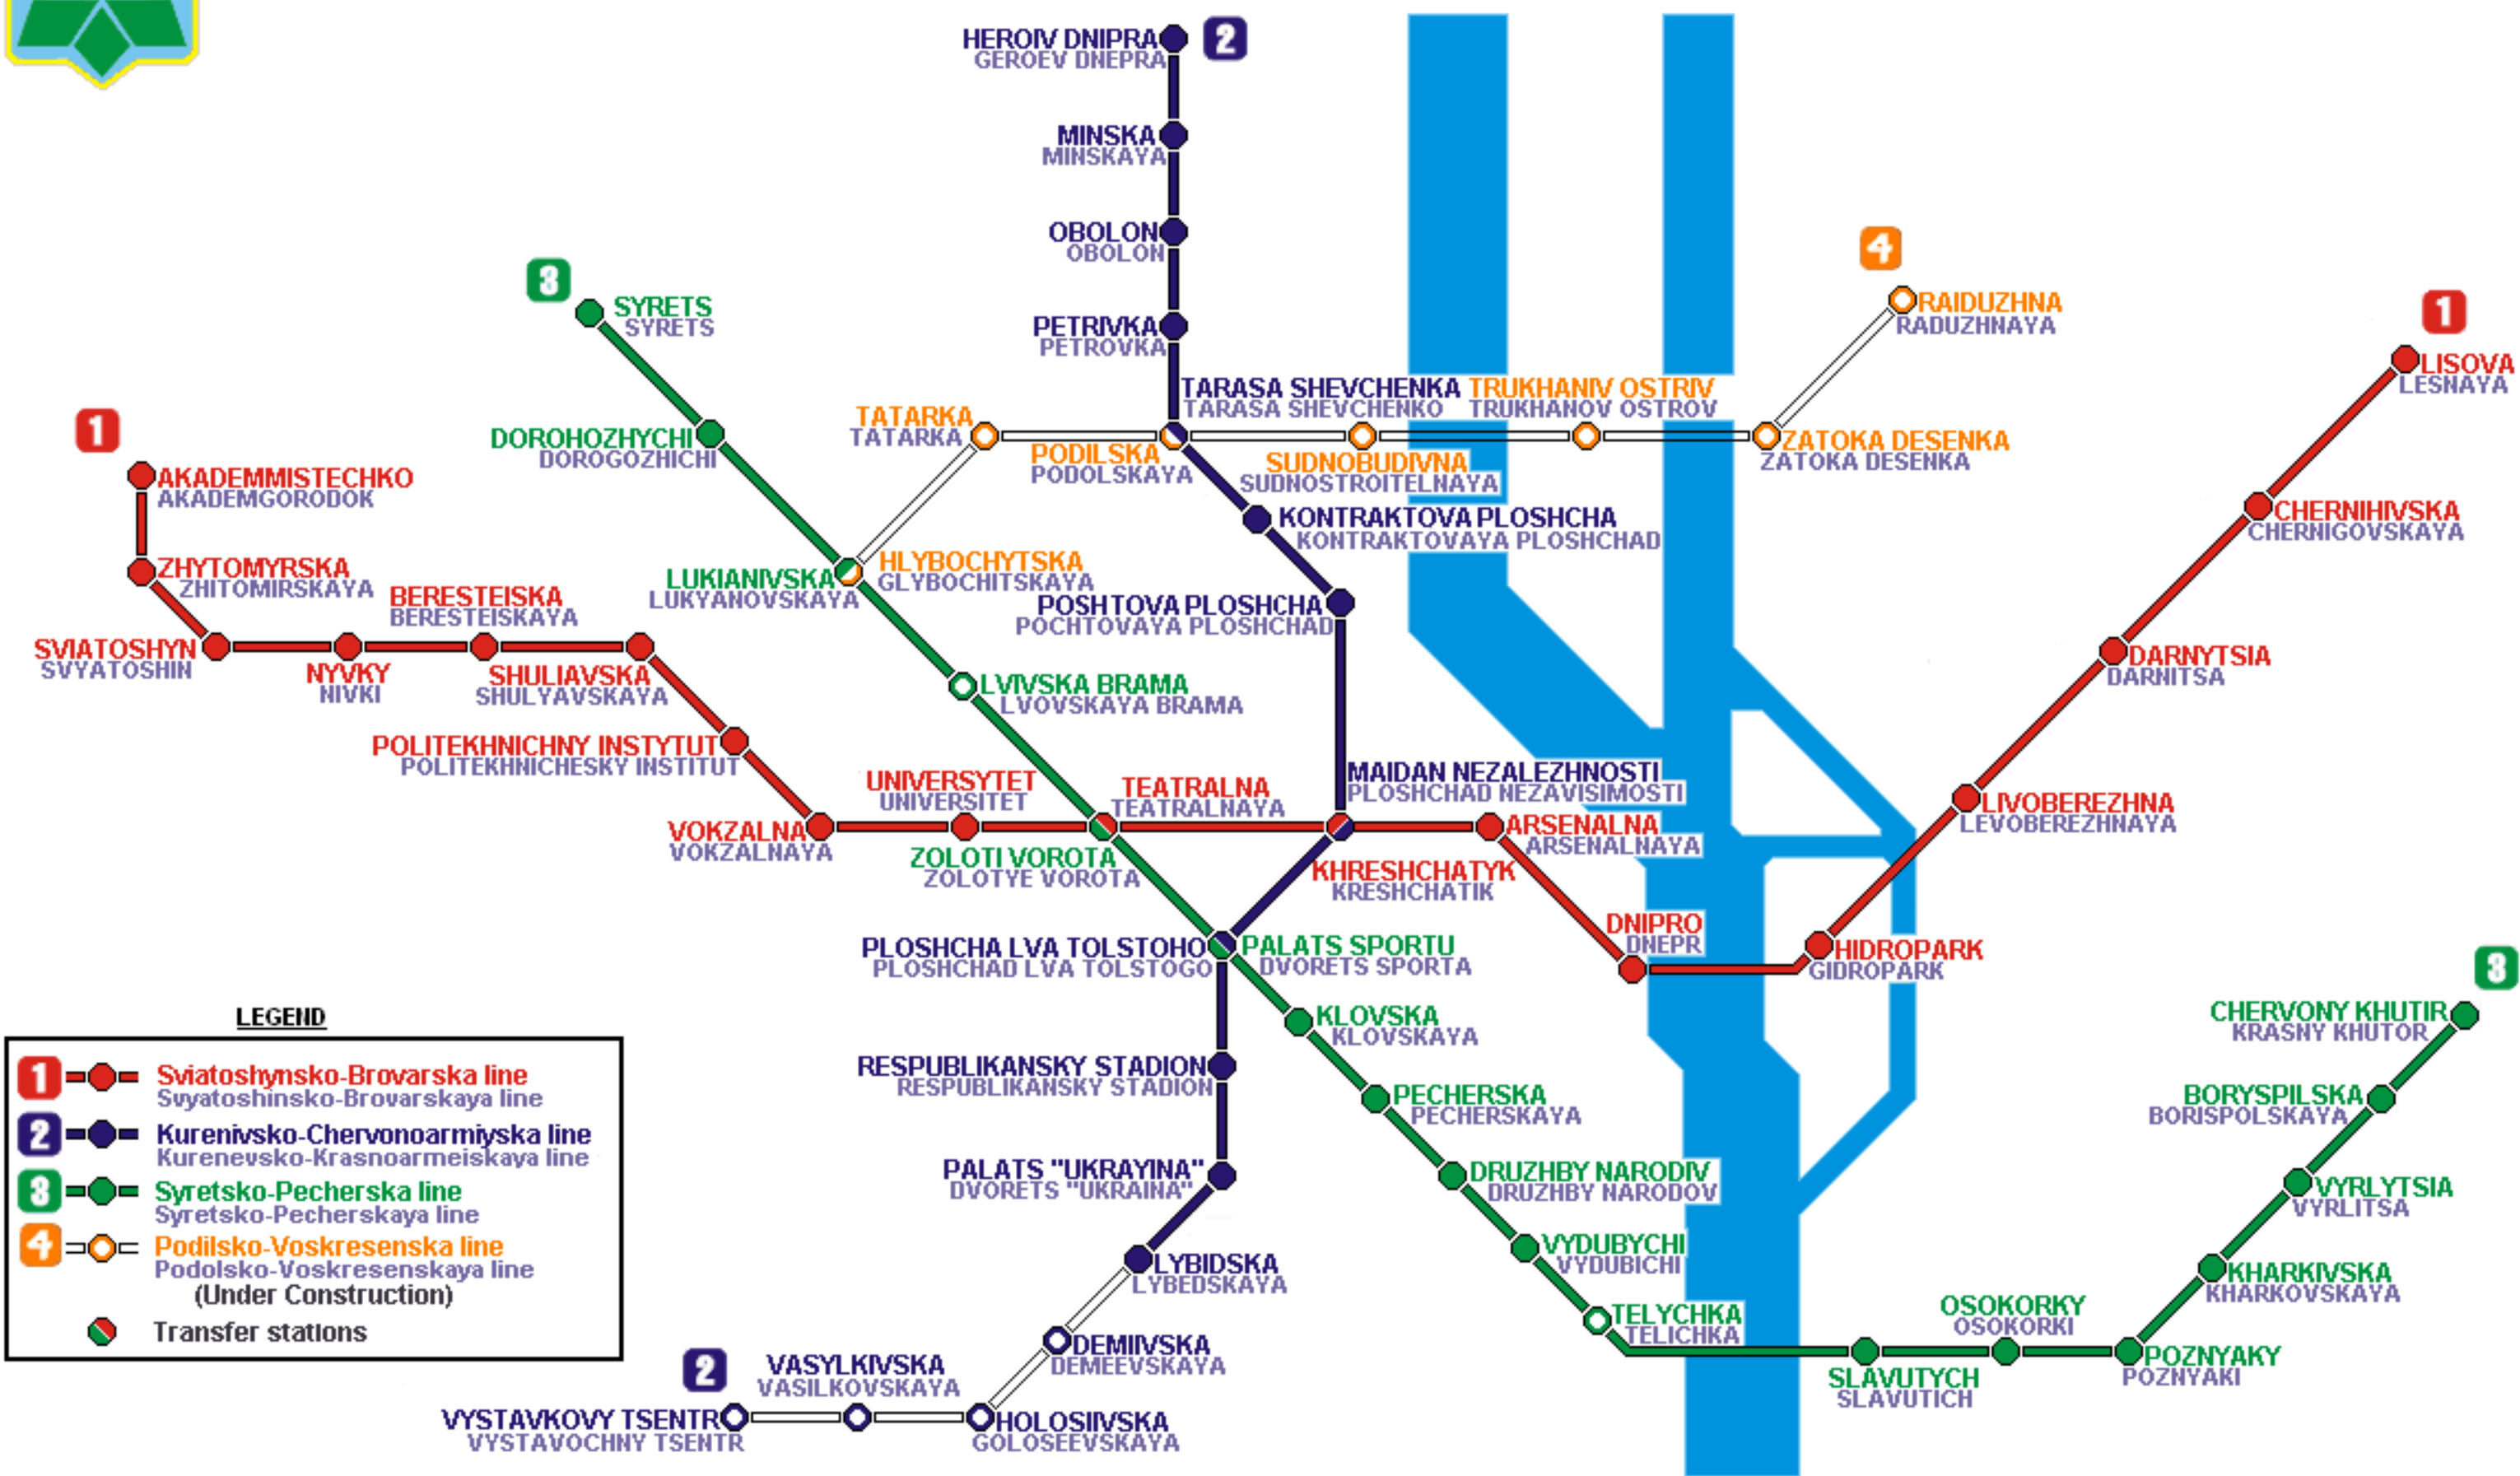 HEROIV DNIPRA
GEROEV DNEPRA
2
MINSKA
MINSKAYA
OBOLON
OBOLON
PETRIVKA
PETROVKA
3
SYRETS
SYRETS
4
RAIDUZHNA
RADUZHNAYA
1
LISOVA
LESNAYA
TARASA SHEVCHENKA
TARASA SHEVCHENKO
TRUKHANIV OSTRIV
TRUKHANOV OSTROV
TATARKA
TATARKA
PODILSKA
PODOLSKAYA
SUDNOBUDIVNA
SUDNOSTROITELNAYA
ZATOKA DESENKA
ZATOKA DESENKA
DOROHOZHYCHI
DOROGOZHICHI
1
AKADEMMISTECHKO
AKADEMGORODOK
KONTRAKTOVA PLOSHCHA
KONTRAKTOVAYA PLOSHCHAD
CHERNIHIVSKA
CHERNIGOVSKAYA
ZHYTOMYRSKA
ZHITOMIRSKAYA
BERESTEISKA
BERESTEISKAYA
LUKIANIVSKA
LUKYANOVSKAYA
HLYBOCHYTSKA
GLYBOCHITSKAYA
POSHTOVA PLOSHCHA
POCHTOVAYA PLOSHCHAD
SVIATOSHYN
SVYATOSHIN
NYVKY
NIVKI
SHULIAVSKA
SHULYAVSKAYA
LVIVSKA BRAMA
LVOVSKAYA BRAMA
DARNYTSIA
DARNITSA
POLITEKHNICHNY INSTYTUT
POLITEKHNICHESKY INSTITUT
UNIVERSYTET
UNIVERSITET
TEATRALNA
TEATRALNAYA
MAIDAN NEZALEZHNOSTI
PLOSHCHAD NEZAVISIMOSTI
LIVOBEREZHNA
LEVOBEREZHNAYA
VOKZALNA
VOKZALNAYA
ZOLOTI VOROTA
ZOLOTYE VOROTA
ARSENALNA
ARSENALNAYA
KHRESHCHATYK
KRESHCHATIK
DNIPRO
DNEPR
HIDROPARK
GIDROPARK
PLOSHCHA LVA TOLSTOHO
PLOSHCHAD LVA TOLSTOGO
PALATS SPORTU
DVORETS SPORTA
3
CHERVONY KHUTIR
KRASNY KHUTOR
KLOVSKA
KLOVSKAYA
RESPUBLIKANSKY STADION
RESPUBLIKANSKY STADION
PECHERSKA
PECHERSKAYA
BORYSPILSKA
BORISPOLSKAYA
PALATS "UKRAYINA"
DVORETS "UKRAINA"
DRUZHBY NARODIV
DRUZHBY NARODOV
VYRLYTSIA
VYRLITSA
VYDUBYCHI
VYDUBICHI
LYBIDSKA
LYBEDSKAYA
KHARKIVSKA
KHARKOVSKAYA
TELYCHKA
TELICHKA
OSOKORKY
OSOKORKI
SLAVUTYCH
SLAVUTICH
POZNYAKY
POZNYAKI
DEMIIVSKA
DEMEEVSKAYA
2
VASYLKIVSKA
VASILKOVSKAYA
VYSTAVKOVY TSENTR
VYSTAVOCHNY TSENTR
HOLOSIIVSKA
GOLOSEEVSKAYA
LEGEND
1 Sviatoshynsko-Brovarska line
Svyatoshinsko-Brovarskaya line
2 Kurenivsko-Chervonoarmiyska line
Kurenevsko-Krasnoarmeiskaya line
3 Syretsko-Pecherska line
Syretsko-Pecherskaya line
4 Podilsko-Voskresenska line
Podolsko-Voskresenskaya line
(Under Construction)
Transfer stations